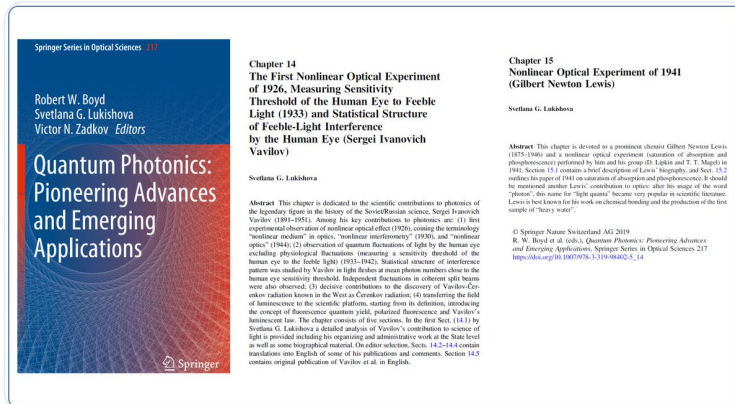 Springer Series in Optical Sciences 217
Robert W. Boyd
Svetlana G. Lukishova
Victor N. Zadkov Editors
Quantum Photonics:
Pioneering Advances
and Emerging
Applications
Springer
Chapter 14
The First Nonlinear Optical Experiment
of 1926, Measuring Sensitivity
Threshold of the Human Eye to Feeble
Light (1933) and Statistical Structure
of Feeble-Light Interference
by the Human Eye (Sergei Ivanovich
Vavilov)
Svetlana G. Lukishova
Abstract This chapter is dedicated to the scientific contributions to photonics of
the legendary figure in the history of the Soviet/Russian science, Sergei Ivanovich
Vavilov (1891–1951). Among his key contributions to photonics are: (1) first
experimental observation of nonlinear optical effect (1926), coining the terminology
"nonlinear medium" in optics, "nonlinear interferometry" (1930), and "nonlinear
optics" (1944); (2) observation of quantum fluctuations of light by the human eye
excluding physiological fluctuations (measuring a sensitivity threshold of the
human eye to the feeble light) (1933–1942). Statistical structure of interference
pattern was studied by Vavilov in light fleshes at mean photon numbers close to the
human eye sensitivity threshold. Independent fluctuations in coherent split beams
were also observed; (3) decisive contributions to the discovery of Vavilov-Čer-
enkov radiation known in the West as Čerenkov radiation; (4) transferring the field
of luminescence to the scientific platform, starting from its definition, introducing
the concept of fluorescence quantum yield, polarized fluorescence and Vavilov's
luminescent law. The chapter consists of five sections. In the first Sect. (14.1) by
Svetlana G. Lukishova a detailed analysis of Vavilov's contribution to science of
light is provided including his organizing and administrative work at the State level
as well as some biographical material. On editor selection, Sects. 14.2–14.4 contain
translations into English of some of his publications and comments. Section 14.5
contains original publication of Vavilov et al. in English.
Chapter 15
Nonlinear Optical Experiment of 1941
(Gilbert Newton Lewis)
Svetlana G. Lukishova
Abstract This chapter is devoted to a prominent chemist Gilbert Newton Lewis
(1875–1946) and a nonlinear optical experiment (saturation of absorption and
phosphorescence) performed by him and his group (D. Lipkin and T. T. Magel) in
1941. Section 15.1 contains a brief description of Lewis' biography, and Sect. 15.2
outlines his paper of 1941 on saturation of absorption and phosphorescence. It should
be mentioned another Lewis' contribution to optics: after his usage of the word
"photon", this name for "light quanta" became very popular in scientific literature.
Lewis is best known for his work on chemical bonding and the production of the first
sample of "heavy water".
© Springer Nature Switzerland AG 2019
R. W. Boyd et al. (eds.), Quantum Photonics: Pioneering Advances
and Emerging Applications, Springer Series in Optical Sciences 217
https://doi.org/10.1007/978-3-319-98402-5_14